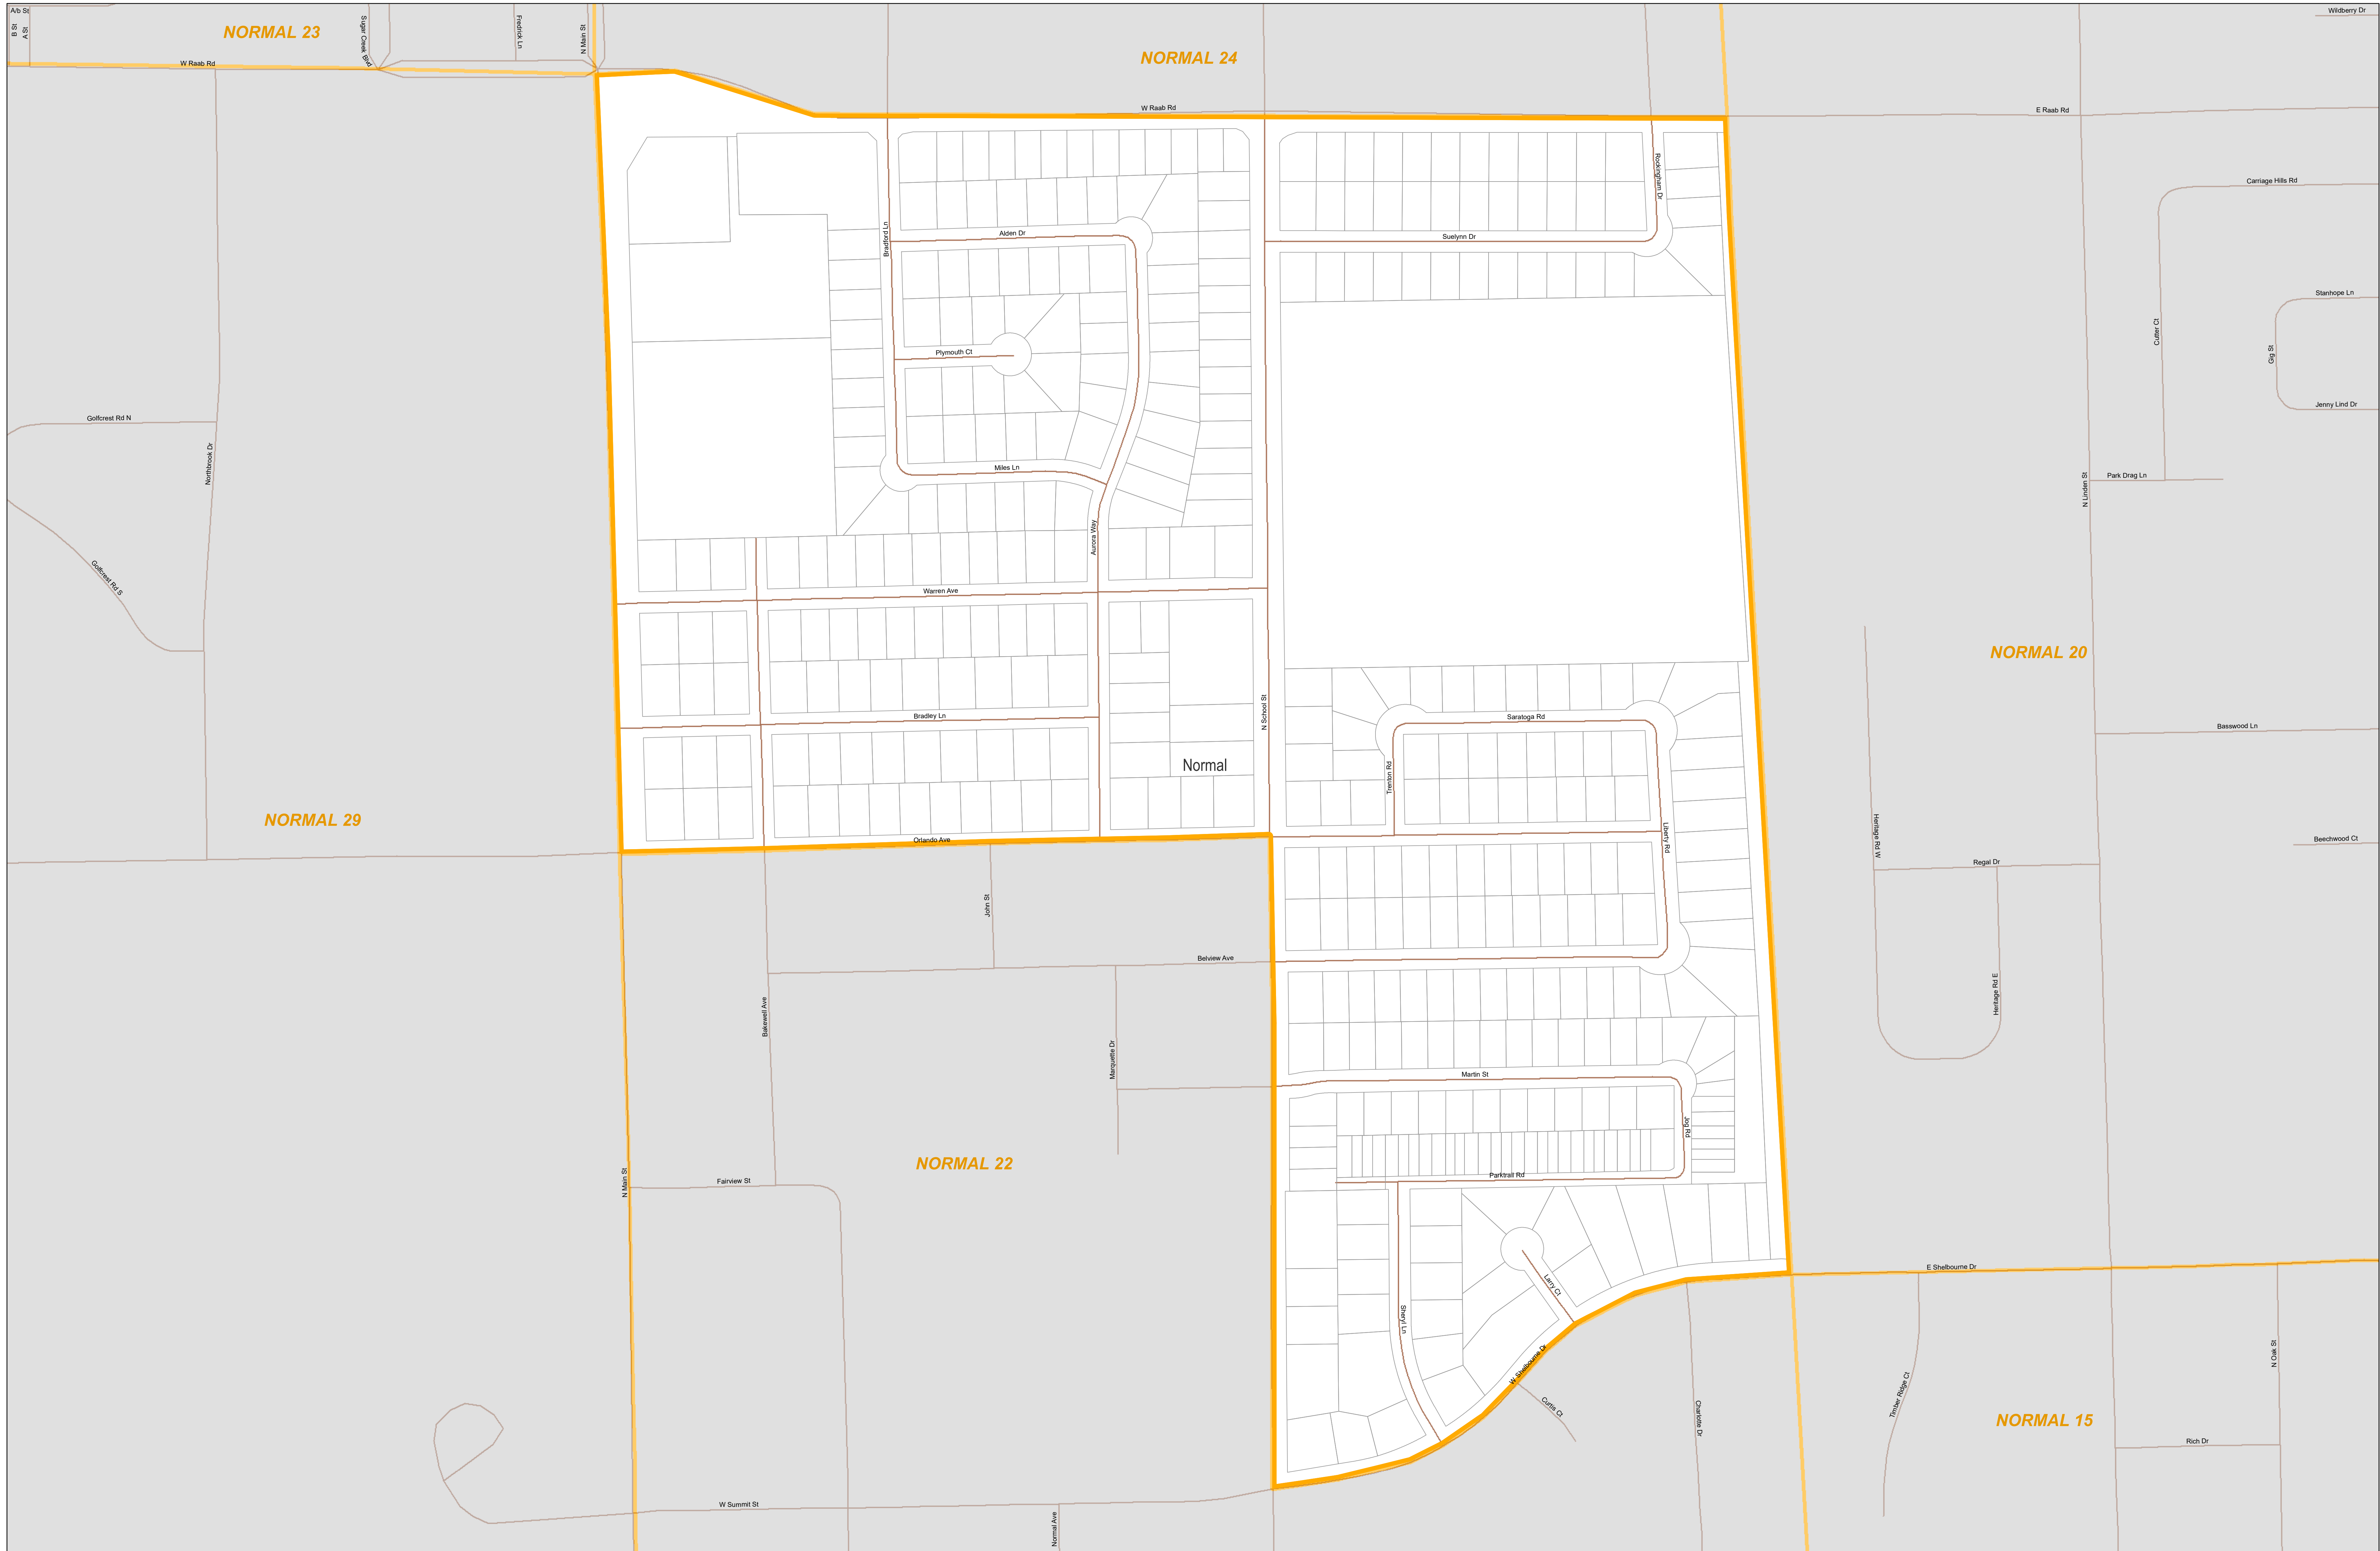 A/b St
B St
A St
NORMAL 23
Sugar Creek Blvd
Fredrick Ln
N Main St
W Raab Rd
NORMAL 24
Wildberry Dr
W Raab Rd
E Raab Rd
Carriage Hills Rd
Rockingham Dr
Bradford Ln
Alden Dr
Suelynn Dr
Stanhope Ln
Cutter Ct
Gig St
Plymouth Ct
Jenny Lind Dr
Golfcrest Rd N
Northbrook Dr
Miles Ln
Park Drag Ln
N Linden St
Aurora Way
Golfcrest Rd S
Warren Ave
NORMAL 20
N School St
Bradley Ln
Saratoga Rd
Basswood Ln
Normal
Trenton Rd
NORMAL 29
Liberty Rd
Heritage Rd W
Orlando Ave
Beechwood Ct
Regal Dr
John St
Belview Ave
Bakewell Ave
Heritage Rd E
Marquette Dr
Martin St
Jog Rd
NORMAL 22
N Main St
Fairview St
Parktrail Rd
E Shelbourne Dr
Larry Ct
Sheryl Ln
W Shelbourne Dr
N Oak St
Timber Ridge Ct
Curtis Ct
Charlotte Dr
NORMAL 15
Rich Dr
W Summit St
Normal Ave